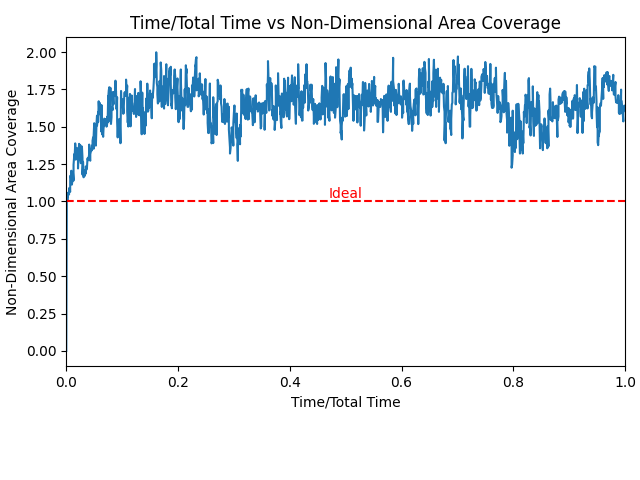 Time/Total Time vs Non-Dimensional Area Coverage
Non-Dimensional Area Coverage
2.00
1.75
1.50
1.25
1.00
0.75
0.50
0.25
0.00
Ideal
0.0 0.2 0.4 0.6 0.8 1.0
Time/Total Time